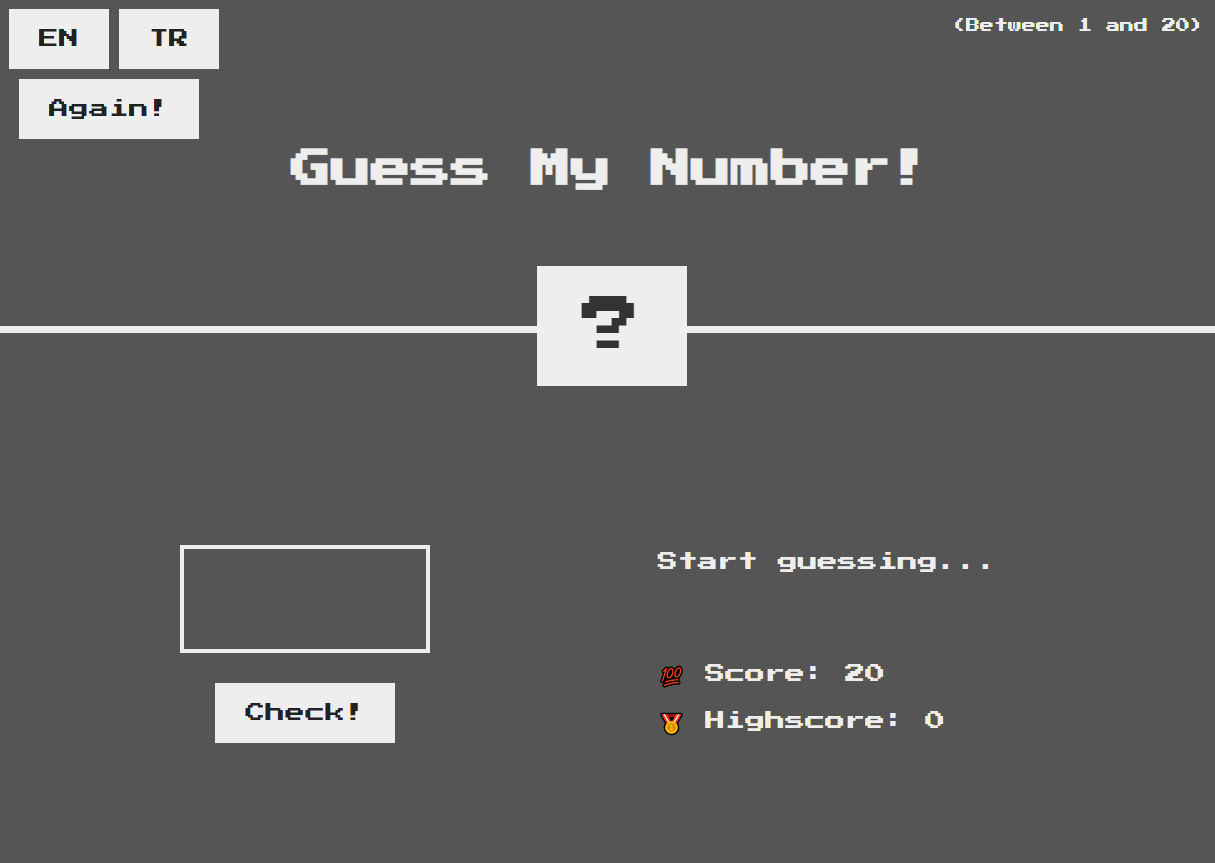 EN TR
(Between 1 and 20)
Again!
Guess My Number!
?
Start guessing...
💯 Score: 20
Check!
🥇 Highscore: 0